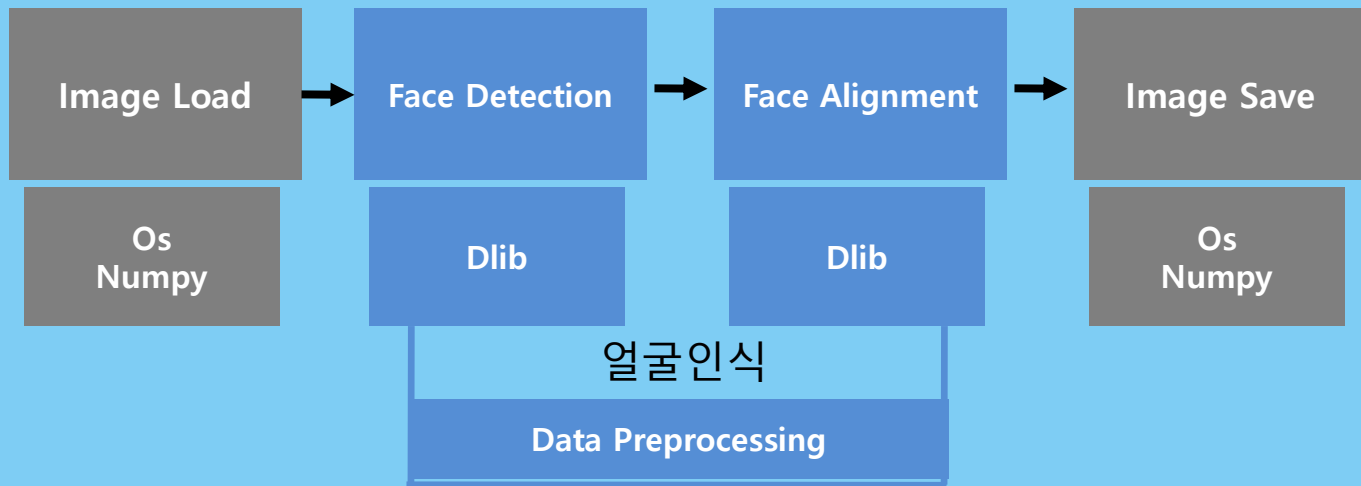 Image Load
Face Detection
Face Alignment
Image Save
Os
Numpy
Dlib
Dlib
Os
Numpy
얼굴인식
Data Preprocessing